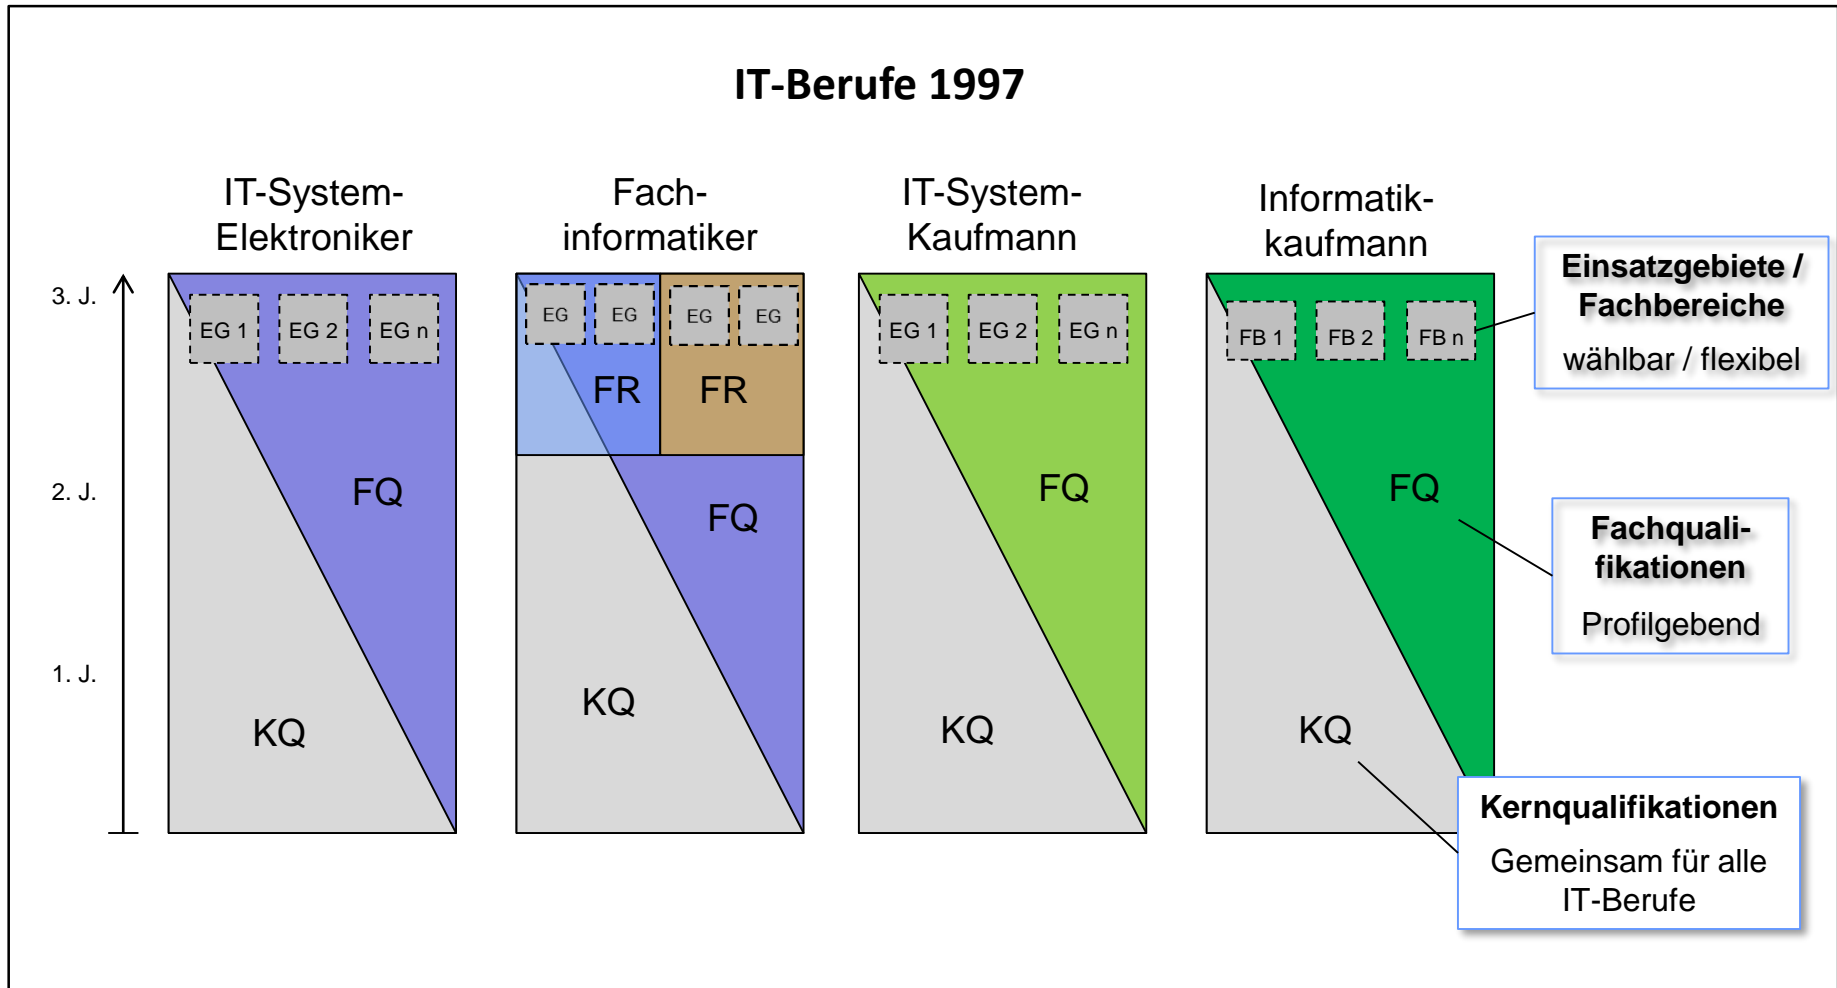 IT-Berufe 1997
IT-System-
Elektroniker
Fach-
informatiker
IT-System-
Kaufmann
Informatik-
kaufmann
3. J.
2. J.
1. J.
EG 1
EG 2
EG n
FQ
KQ
EG
EG
EG
EG
FR
FR
FQ
KQ
EG 1
EG 2
EG n
FQ
KQ
FB 1
FB 2
FB n
FQ
KQ
Einsatzgebiete /
Fachbereiche
wählbar / flexibel
Fachquali-
fikationen
Profilgebend
Kernqualifikationen
Gemeinsam für alle
IT-Berufe